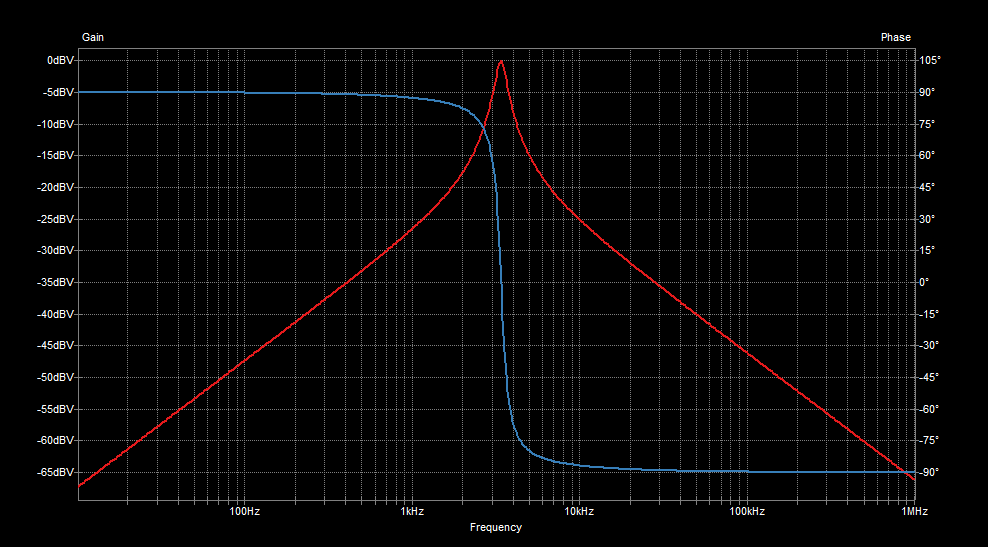 Gain Phase
0dBV 105°
-5dBV 90°
-10dBV 75°
-15dBV 60°
-20dBV 45°
-25dBV 30°
-30dBV 15°
-35dBV 0°
-40dBV -15°
-45dBV -30°
-50dBV -45°
-55dBV -60°
-60dBV -75°
-65dBV -90°
100Hz 1kHz 10kHz 100kHz 1MHz
Frequency